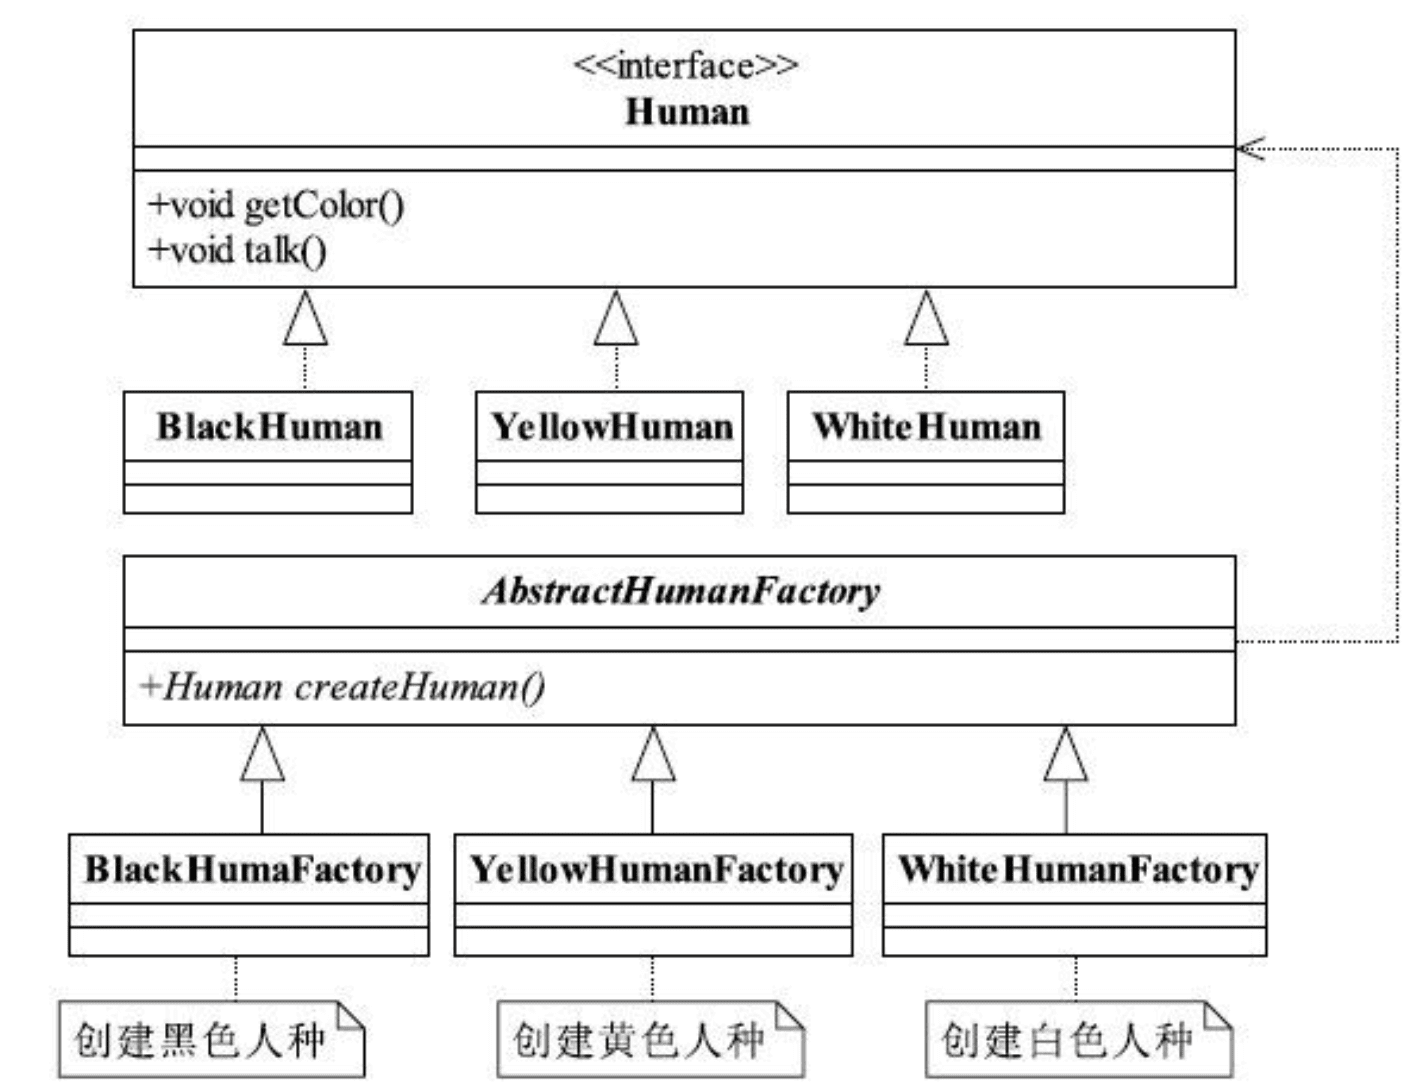 <<interface>>
Human
+void getColor()
+void talk()
BlackHuman
YellowHuman
WhiteHuman
AbstractHumanFactory
+Human createHuman()
BlackHumaFactory
YellowHumanFactory
WhiteHumanFactory
创建黑色人种
创建黄色人种
创建白色人种